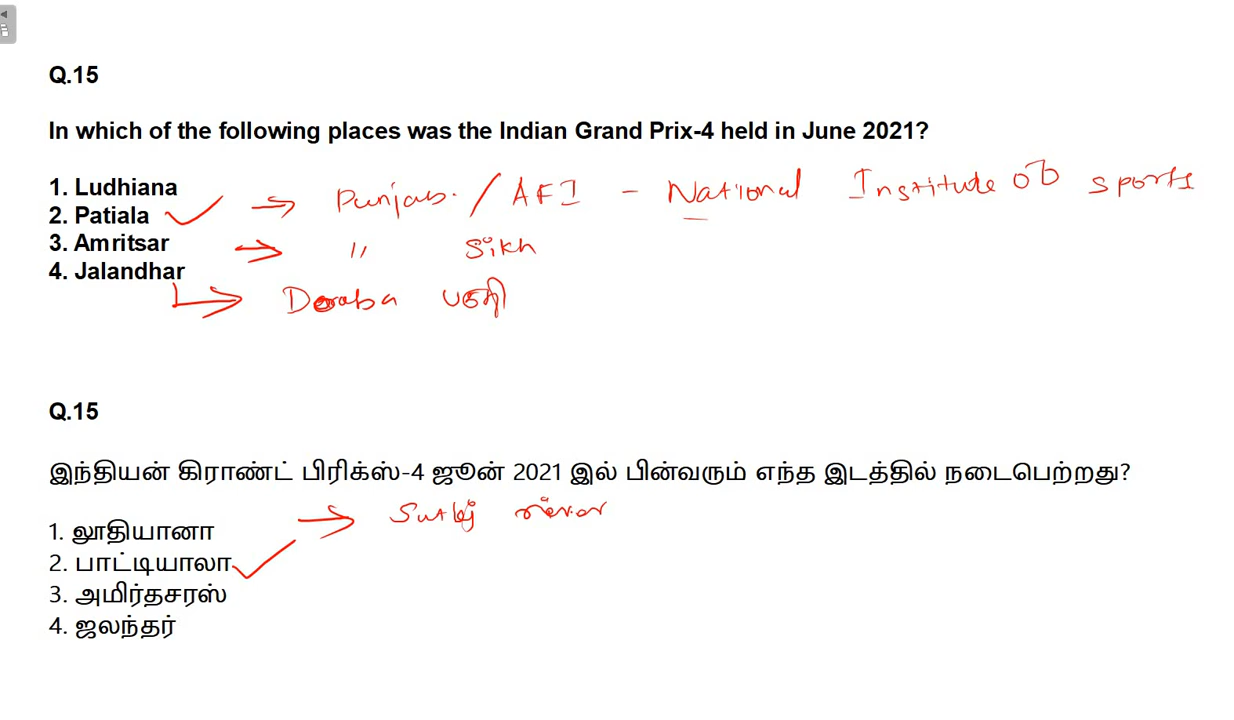 Q.15
In which of the following places was the Indian Grand Prix-4 held in June 2021?
1. Ludhiana
2. Patiala → Punjab. / AFI - National Institute of sports
3. Amritsar → " Sikh
4. Jalandhar
→ Doaba பகுதி
Q.15
இந்தியன் கிராண்ட் பிரிக்ஸ்-4 ஜூன் 2021 இல் பின்வரும் எந்த இடத்தில் நடைபெற்றது?
1. லூதியானா → Sutlej river
2. பாட்டியாலா
3. அமிர்தசரஸ்
4. ஜலந்தர்